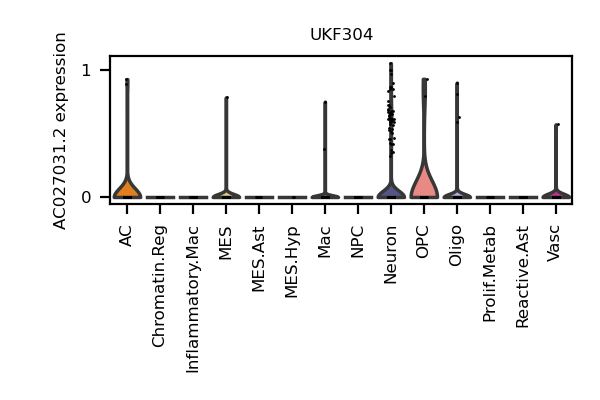 UKF304
AC027031.2 expression
1
0
AC
Chromatin.Reg
Inflammatory.Mac
MES
MES.Ast
MES.Hyp
Mac
NPC
Neuron
OPC
Oligo
Prolif.Metab
Reactive.Ast
Vasc